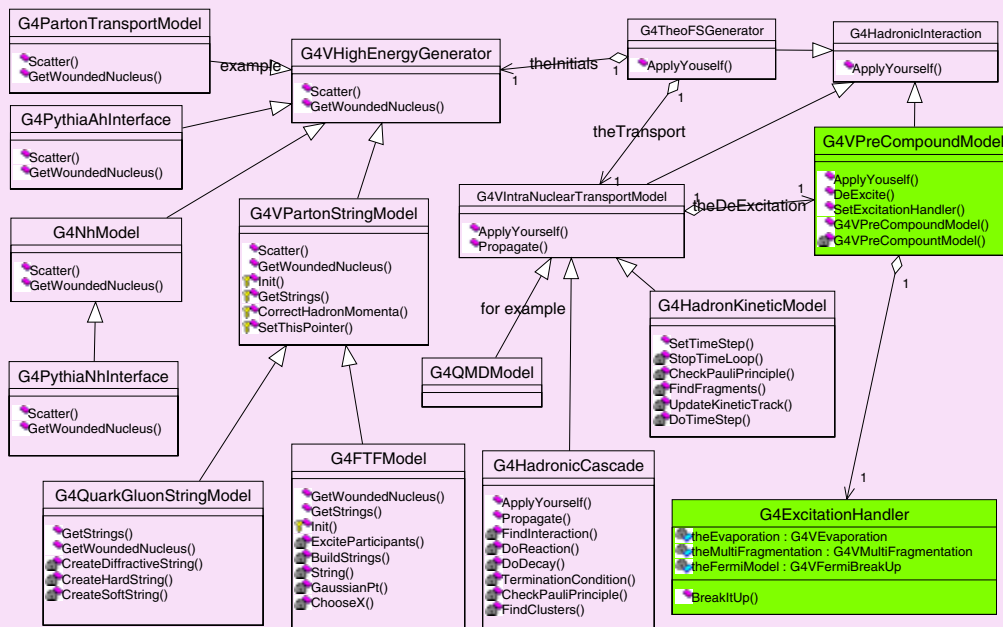 G4PartonTransportModel
Scatter()
GetWoundedNucleus()
example
G4VHighEnergyGenerator
Scatter()
GetWoundedNucleus()
theInitials
1
1
G4TheoFSGenerator
ApplyYouself()
1
G4HadronicInteraction
ApplyYourself()
G4PythiaAhInterface
Scatter()
GetWoundedNucleus()
theTransport
1
G4VPreCompoundModel
ApplyYouself()
DeExcite()
SetExcitationHandler()
G4VPreCompoundModel()
G4VPreCompountModel()
1
G4VIntraNuclearTransportModel
ApplyYourself()
Propagate()
1
theDeExcitation
1
G4VPartonStringModel
Scatter()
GetWoundedNucleus()
Init()
GetStrings()
CorrectHadronMomenta()
SetThisPointer()
G4NhModel
Scatter()
GetWoundedNucleus()
for example
G4HadronKineticModel
SetTimeStep()
StopTimeLoop()
CheckPauliPrinciple()
FindFragments()
UpdateKineticTrack()
DoTimeStep()
G4QMDModel
G4PythiaNhInterface
Scatter()
GetWoundedNucleus()
G4QuarkGluonStringModel
GetStrings()
GetWoundedNucleus()
CreateDiffractiveString()
CreateHardString()
CreateSoftString()
G4FTFModel
GetWoundedNucleus()
GetStrings()
Init()
ExciteParticipants()
BuildStrings()
String()
GaussianPt()
ChooseX()
G4HadronicCascade
ApplyYourself()
Propagate()
FindInteraction()
DoReaction()
DoDecay()
TerminationCondition()
CheckPauliPrinciple()
FindClusters()
1
G4ExcitationHandler
theEvaporation : G4VEvaporation
theMultiFragmentation : G4VMultiFragmentation
theFermiModel : G4VFermiBreakUp
BreakItUp()